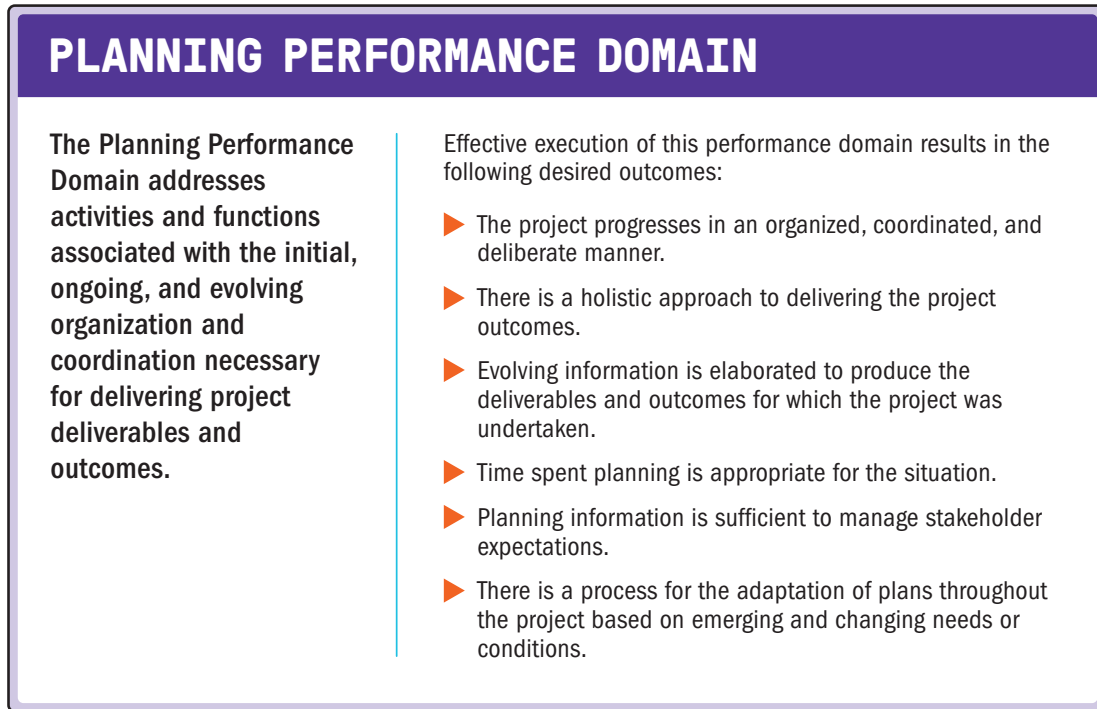 PLANNING PERFORMANCE DOMAIN
The Planning Performance
Domain addresses
activities and functions
associated with the initial,
ongoing, and evolving
organization and
coordination necessary
for delivering project
deliverables and
outcomes.
Effective execution of this performance domain results in the
following desired outcomes:
The project progresses in an organized, coordinated, and
deliberate manner.
There is a holistic approach to delivering the project
outcomes.
Evolving information is elaborated to produce the
deliverables and outcomes for which the project was
undertaken.
Time spent planning is appropriate for the situation.
Planning information is sufficient to manage stakeholder
expectations.
There is a process for the adaptation of plans throughout
the project based on emerging and changing needs or
conditions.